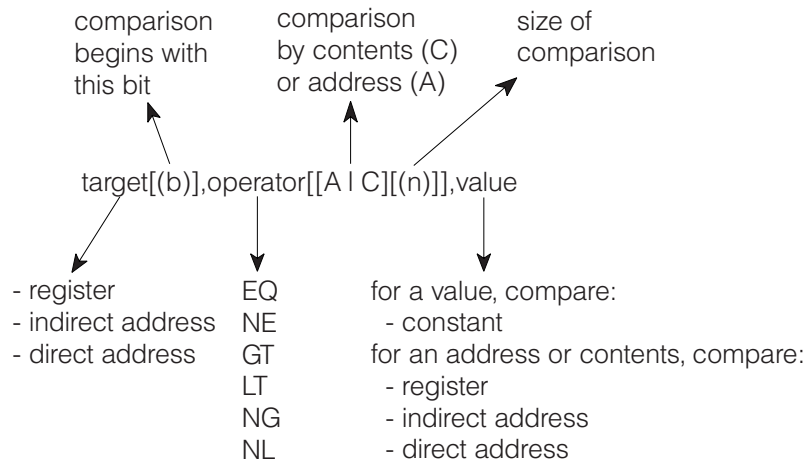 comparison
begins with
this bit
comparison
by contents (C)
or address (A)
size of
comparison
target[(b)],operator[[A | C][(n)]],value
- register
- indirect address
- direct address
EQ
NE
GT
LT
NG
NL
for a value, compare:
- constant
for an address or contents, compare:
- register
- indirect address
- direct address